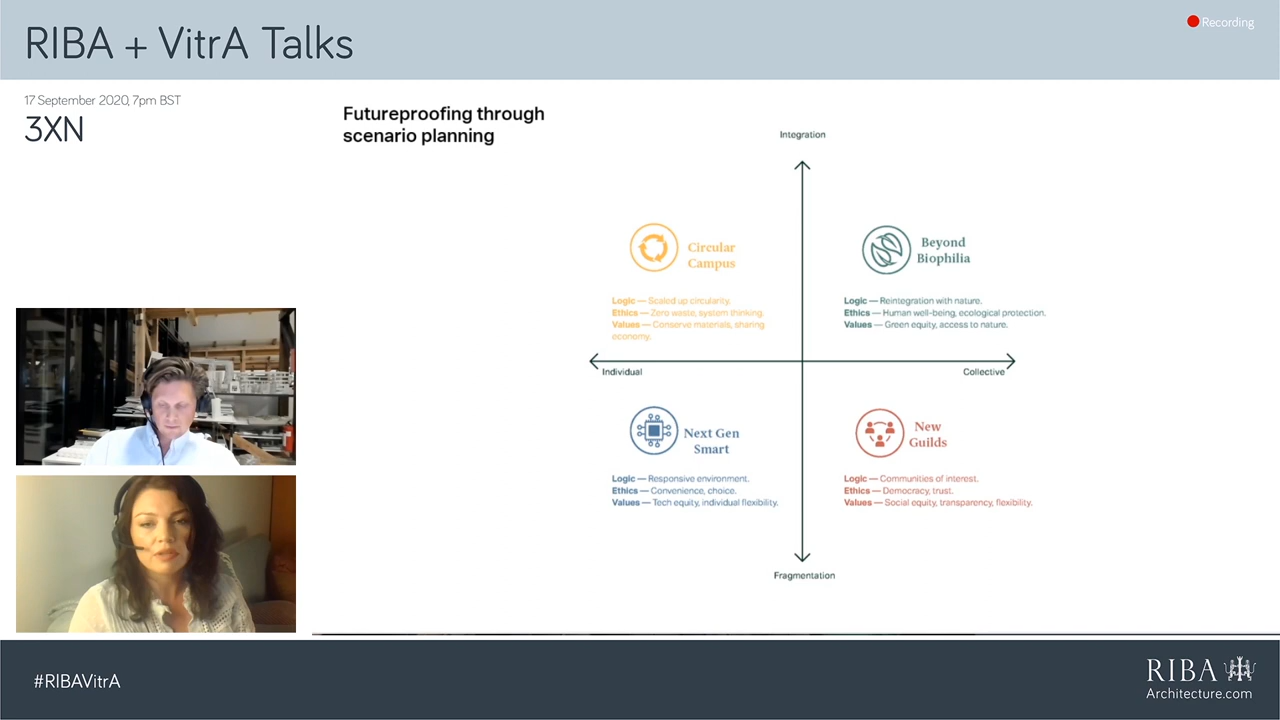 RIBA + VitrA Talks
Recording
17 September 2020, 7pm BST
3XN
Futureproofing through
scenario planning
Integration
Circular
Campus
Logic — Scaled up circularity.
Ethics — Zero waste, system thinking.
Values — Conserve materials, sharing
economy.
Beyond
Biophilia
Logic — Reintegration with nature.
Ethics — Human well-being, ecological protection.
Values — Green equity, access to nature.
Individual
Collective
Next Gen
Smart
Logic — Responsive environment.
Ethics — Convenience, choice.
Values — Tech equity, individual flexibility.
New
Guilds
Logic — Communities of interest.
Ethics — Democracy, trust.
Values — Social equity, transparency, flexibility.
Fragmentation
#RIBAVitrA
RIBA
Architecture.com